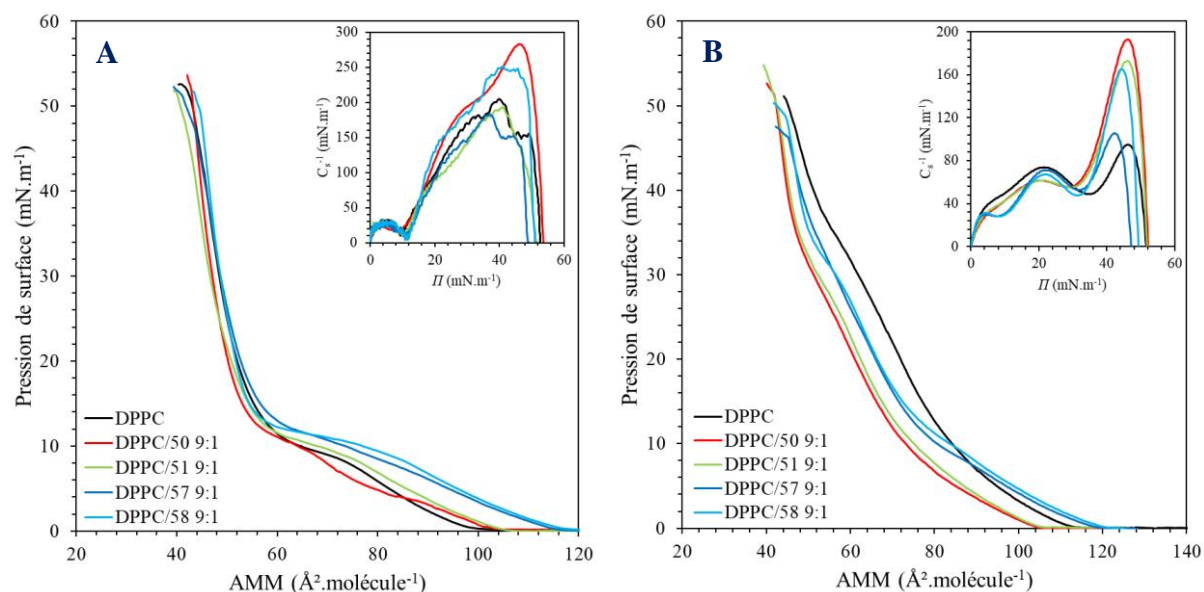 A
Pression de surface (mN.m⁻¹)
60
50
40
30
20
10
0
20
40
60
80
100
120
AMM (Å².molécule⁻¹)
DPPC
DPPC/50 9:1
DPPC/51 9:1
DPPC/57 9:1
DPPC/58 9:1
Cₛ⁻¹ (mN.m⁻¹)
300
250
200
150
100
50
0
0
20
40
60
Π (mN.m⁻¹)
B
Pression de surface (mN.m⁻¹)
60
50
40
30
20
10
0
20
40
60
80
100
120
140
AMM (Å².molécule⁻¹)
DPPC
DPPC/50 9:1
DPPC/51 9:1
DPPC/57 9:1
DPPC/58 9:1
Cₛ⁻¹ (mN.m⁻¹)
200
160
120
80
40
0
0
20
40
60
Π (mN.m⁻¹)